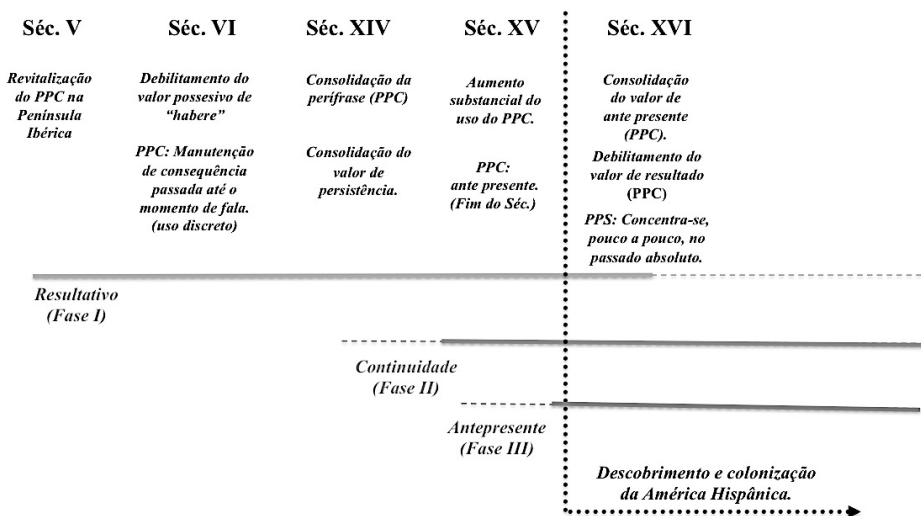 Séc. V
Revitalização
do PPC na
Península
Ibérica
Séc. VI
Debilitamento do
valor possesivo de
“habere”
PPC: Manutenção
de consequência
passada até o
momento de fala.
(uso discreto)
Séc. XIV
Consolidação da
perífrase (PPC)
Consolidação do
valor de
persistência.
Séc. XV
Aumento
substancial do
uso do PPC.
PPC:
ante presente.
(Fim do Séc.)
Séc. XVI
Consolidação
do valor de
ante presente
(PPC).
Debilitamento do
valor de resultado
(PPC)
PPS: Concentra-se,
pouco a pouco, no
passado absoluto.
Resultativo
(Fase I)
Continuidade
(Fase II)
Antepresente
(Fase III)
Descobrimento e colonização
da América Hispânica.